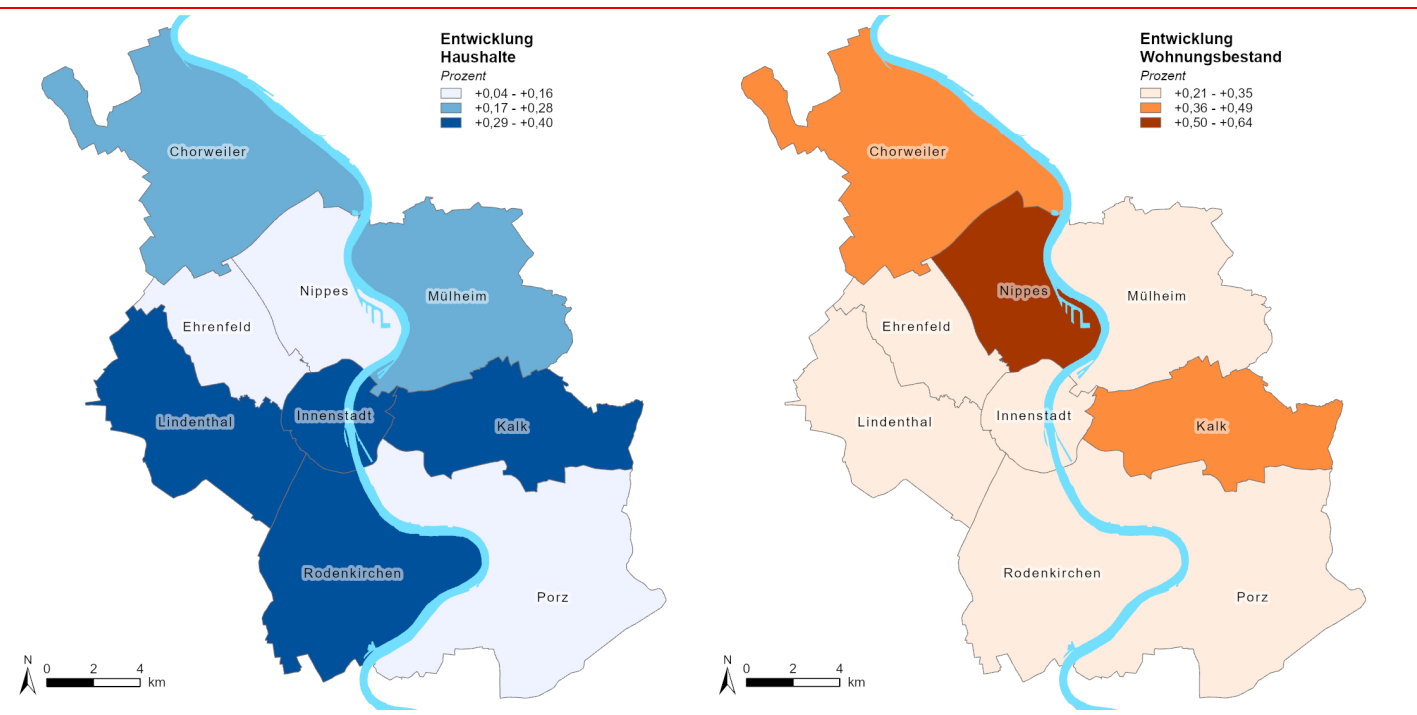 Entwicklung
Haushalte
Prozent
+0,04 - +0,16
+0,17 - +0,28
+0,29 - +0,40
Chorweiler
Nippes
Mülheim
Ehrenfeld
Lindenthal
Innenstadt
Kalk
Rodenkirchen
Porz
N
0 2 4
km
Entwicklung
Wohnungsbestand
Prozent
+0,21 - +0,35
+0,36 - +0,49
+0,50 - +0,64
Chorweiler
Nippes
Mülheim
Ehrenfeld
Lindenthal
Innenstadt
Kalk
Rodenkirchen
Porz
N
0 2 4
km